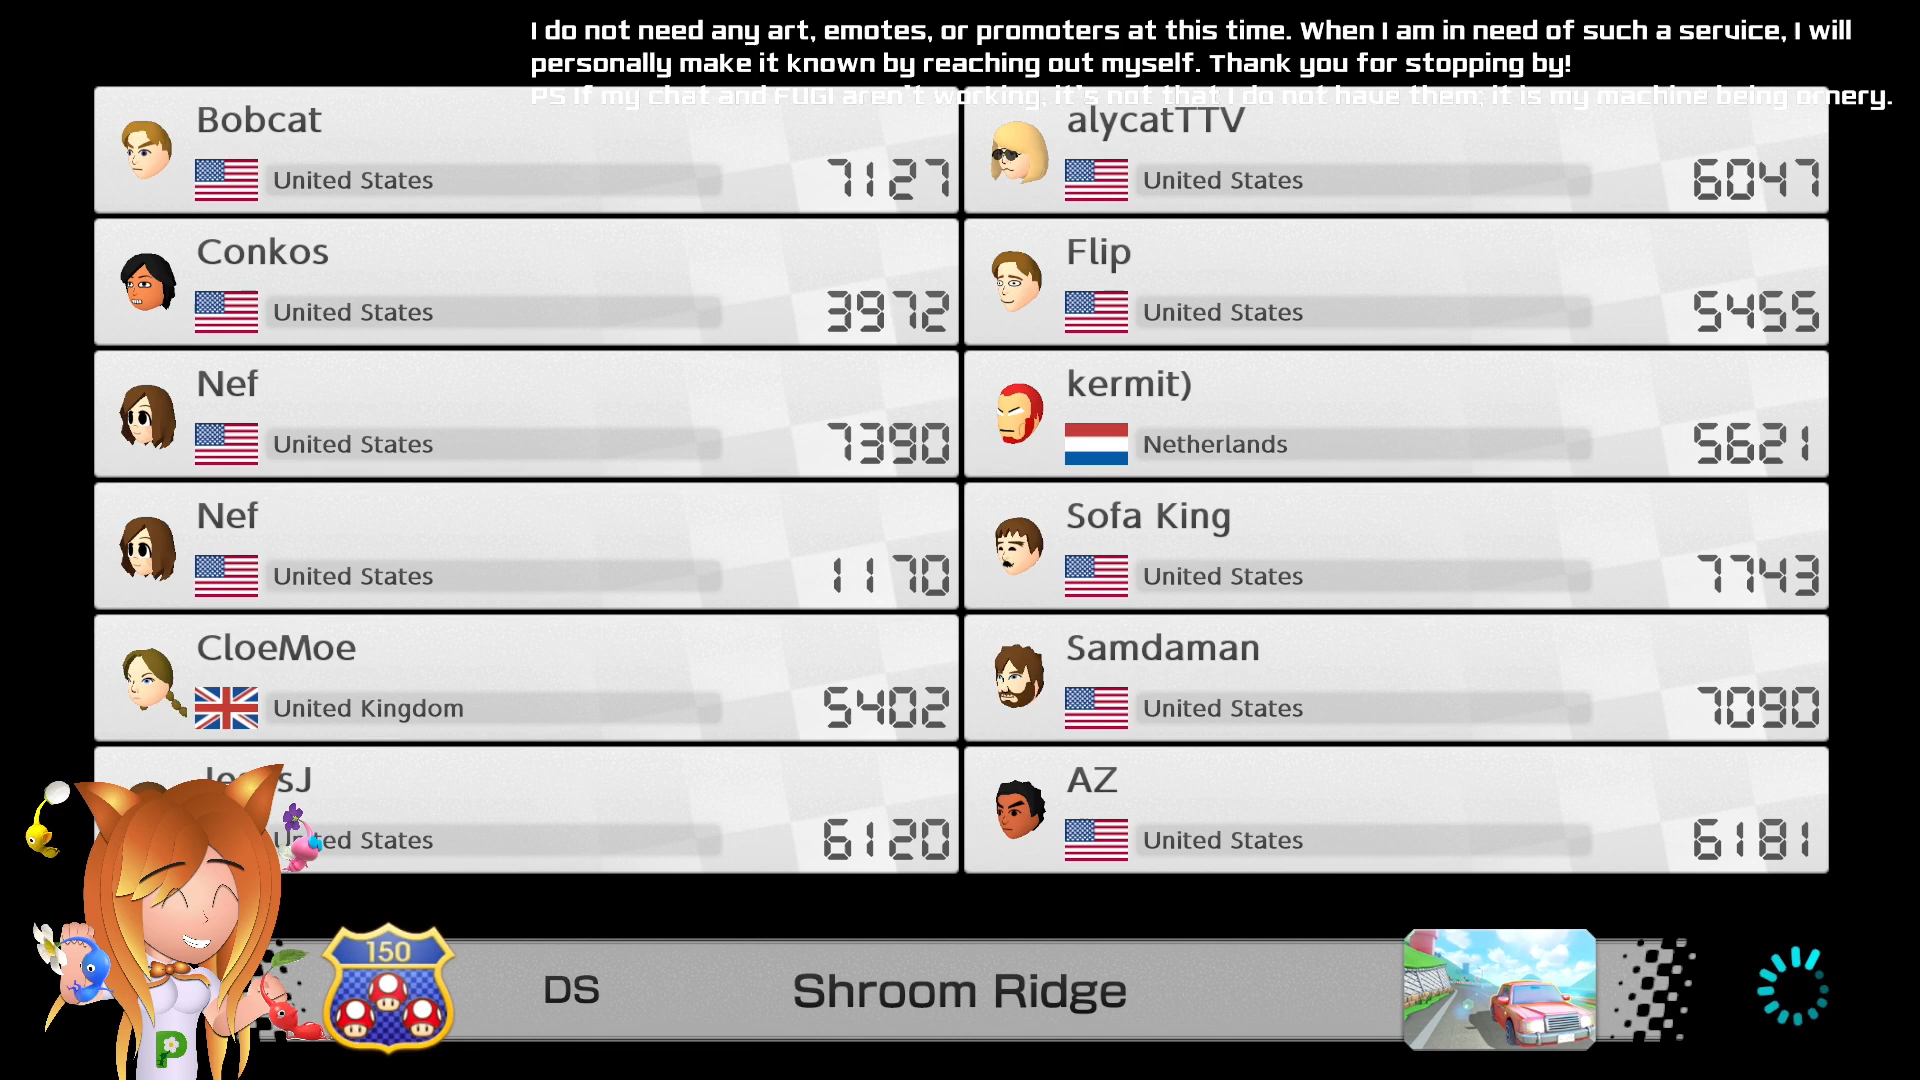 I do not need any art, emotes, or promoters at this time. When I am in need of such a service, I will
personally make it known by reaching out myself. Thank you for stopping by!
PS If my chat and FUGI aren't working, it's not that I do not have them; it is my machine being ornery.
Bobcat
United States
7127
alycatTTV
United States
6047
Conkos
United States
3972
Flip
United States
5455
Nef
United States
7390
kermit)
Netherlands
5621
Nef
United States
1170
Sofa King
United States
7743
CloeMoe
United Kingdom
5402
Samdaman
United States
7090
United States
6120
AZ
United States
6181
150
DS
Shroom Ridge
P